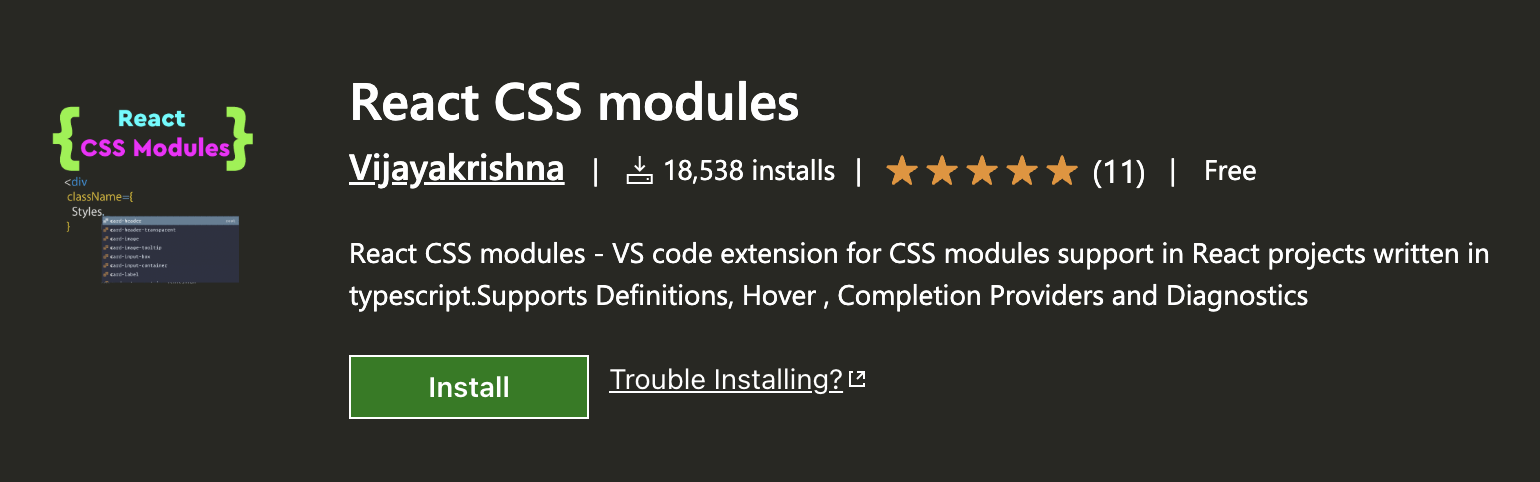 React CSS modules
Vijayakrishna | 18,538 installs | (11) | Free
React CSS modules - VS code extension for CSS modules support in React projects written in
typescript.Supports Definitions, Hover , Completion Providers and Diagnostics
Install Trouble Installing?
{ React
CSS Modules }
<div
className={
Styles.
}